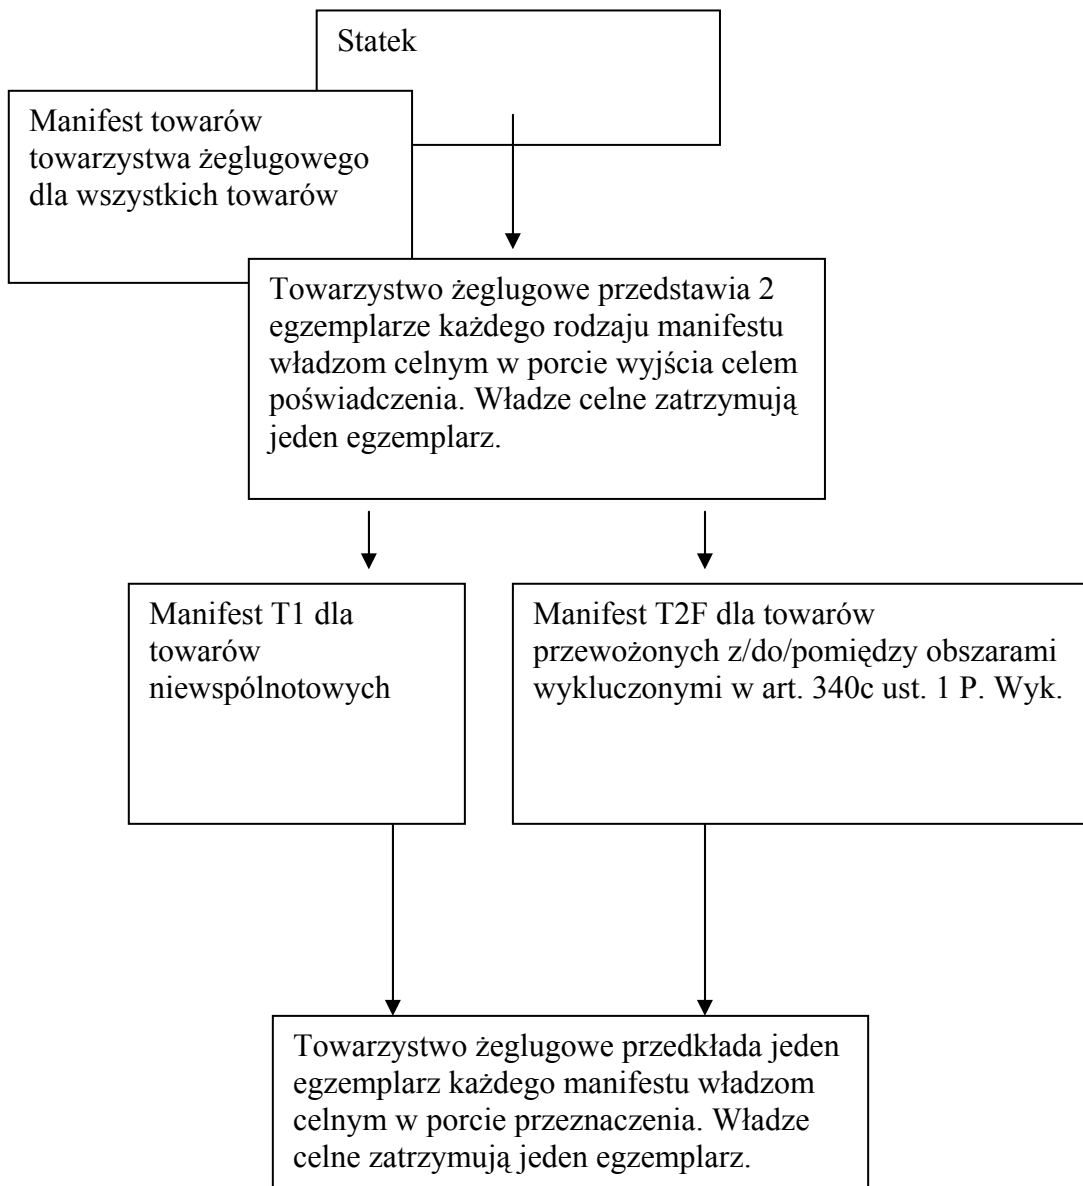 Statek
Manifest towarów
towarzystwa żeglugowego
dla wszystkich towarów
Towarzystwo żeglugowe przedstawia 2
egzemplarze każdego rodzaju manifestu
władzom celnym w porcie wyjścia celem
poświadczenia. Władze celne zatrzymują
jeden egzemplarz.
Manifest T1 dla
towarów
niewspólnotowych
Manifest T2F dla towarów
przewożonych z/do/pomiędzy obszarami
wykluczonymi w art. 340c ust. 1 P. Wyk.
Towarzystwo żeglugowe przedkłada jeden
egzemplarz każdego manifestu władzom
celnym w porcie przeznaczenia. Władze
celne zatrzymują jeden egzemplarz.